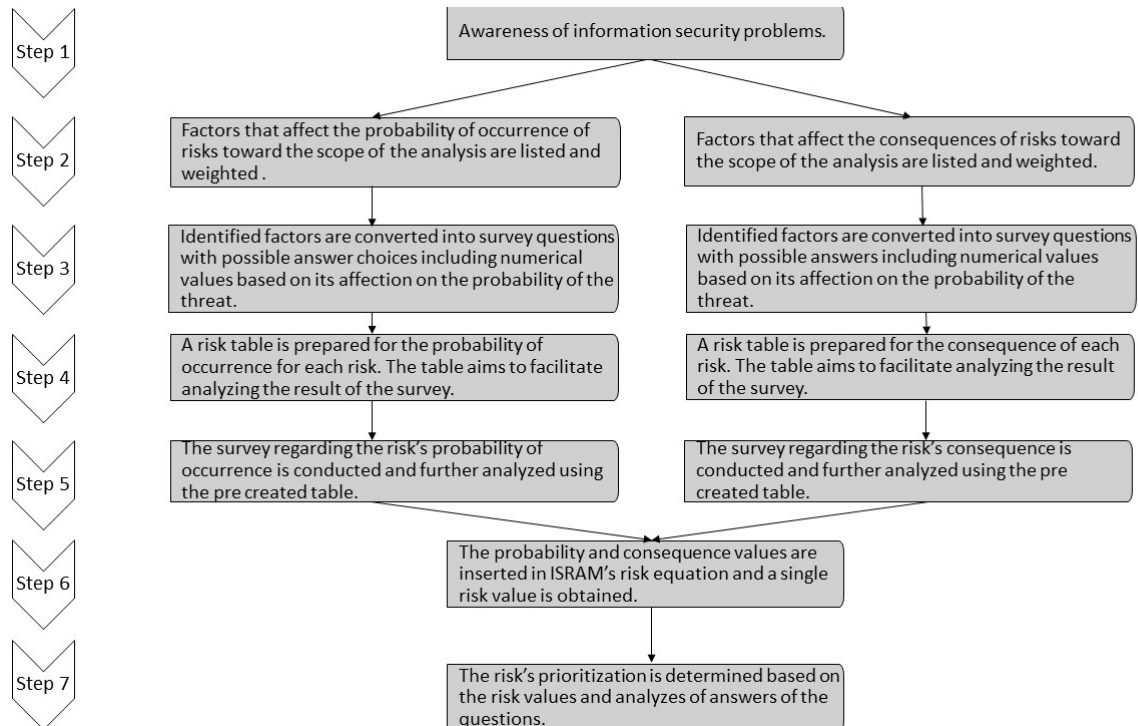 Step 1
Awareness of information security problems.
Step 2
Factors that affect the probability of occurrence of
risks toward the scope of the analysis are listed and
weighted .
Factors that affect the consequences of risks toward
the scope of the analysis are listed and weighted.
Step 3
Identified factors are converted into survey questions
with possible answer choices including numerical
values based on its affection on the probability of the
threat.
Identified factors are converted into survey questions
with possible answers including numerical values
based on its affection on the probability of the
threat.
Step 4
A risk table is prepared for the probability of
occurrence for each risk. The table aims to facilitate
analyzing the result of the survey.
A risk table is prepared for the consequence of each
risk. The table aims to facilitate analyzing the result
of the survey.
Step 5
The survey regarding the risk's probability of
occurrence is conducted and further analyzed using
the pre created table.
The survey regarding the risk's consequence is
conducted and further analyzed using the pre
created table.
Step 6
The probability and consequence values are
inserted in ISRAM's risk equation and a single
risk value is obtained.
Step 7
The risk's prioritization is determined based on
the risk values and analyzes of answers of the
questions.